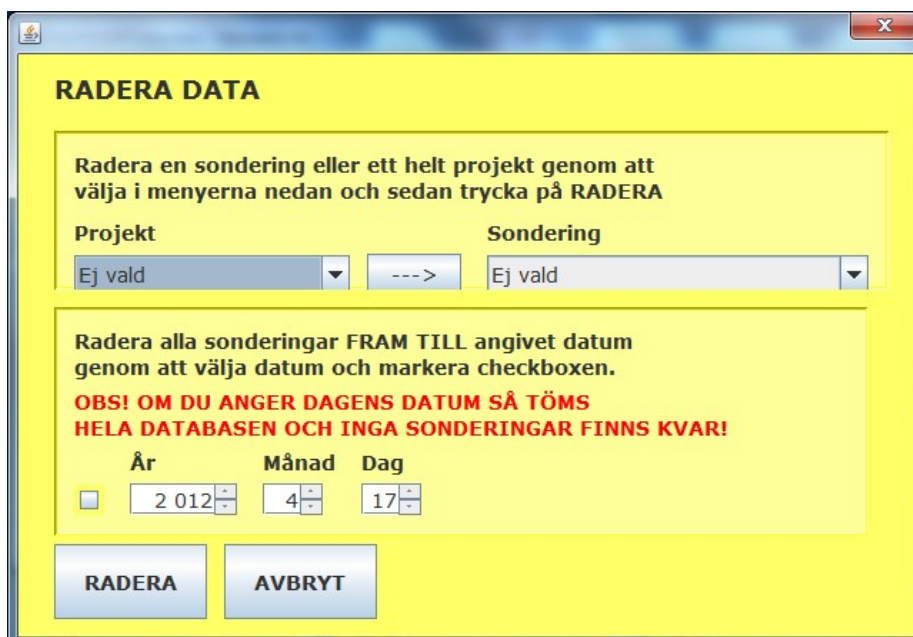 RADERA DATA
Radera en sondering eller ett helt projekt genom att
välja i menyerna nedan och sedan trycka på RADERA
Projekt Sondering
Ej vald ---> Ej vald
Radera alla sonderingar FRAM TILL angivet datum
genom att välja datum och markera checkboxen.
OBS! OM DU ANGER DAGENS DATUM SÅ TÖMS
HELA DATABASEN OCH INGA SONDERINGAR FINNS KVAR!
År Månad Dag
2 012 4 17
RADERA AVBRYT